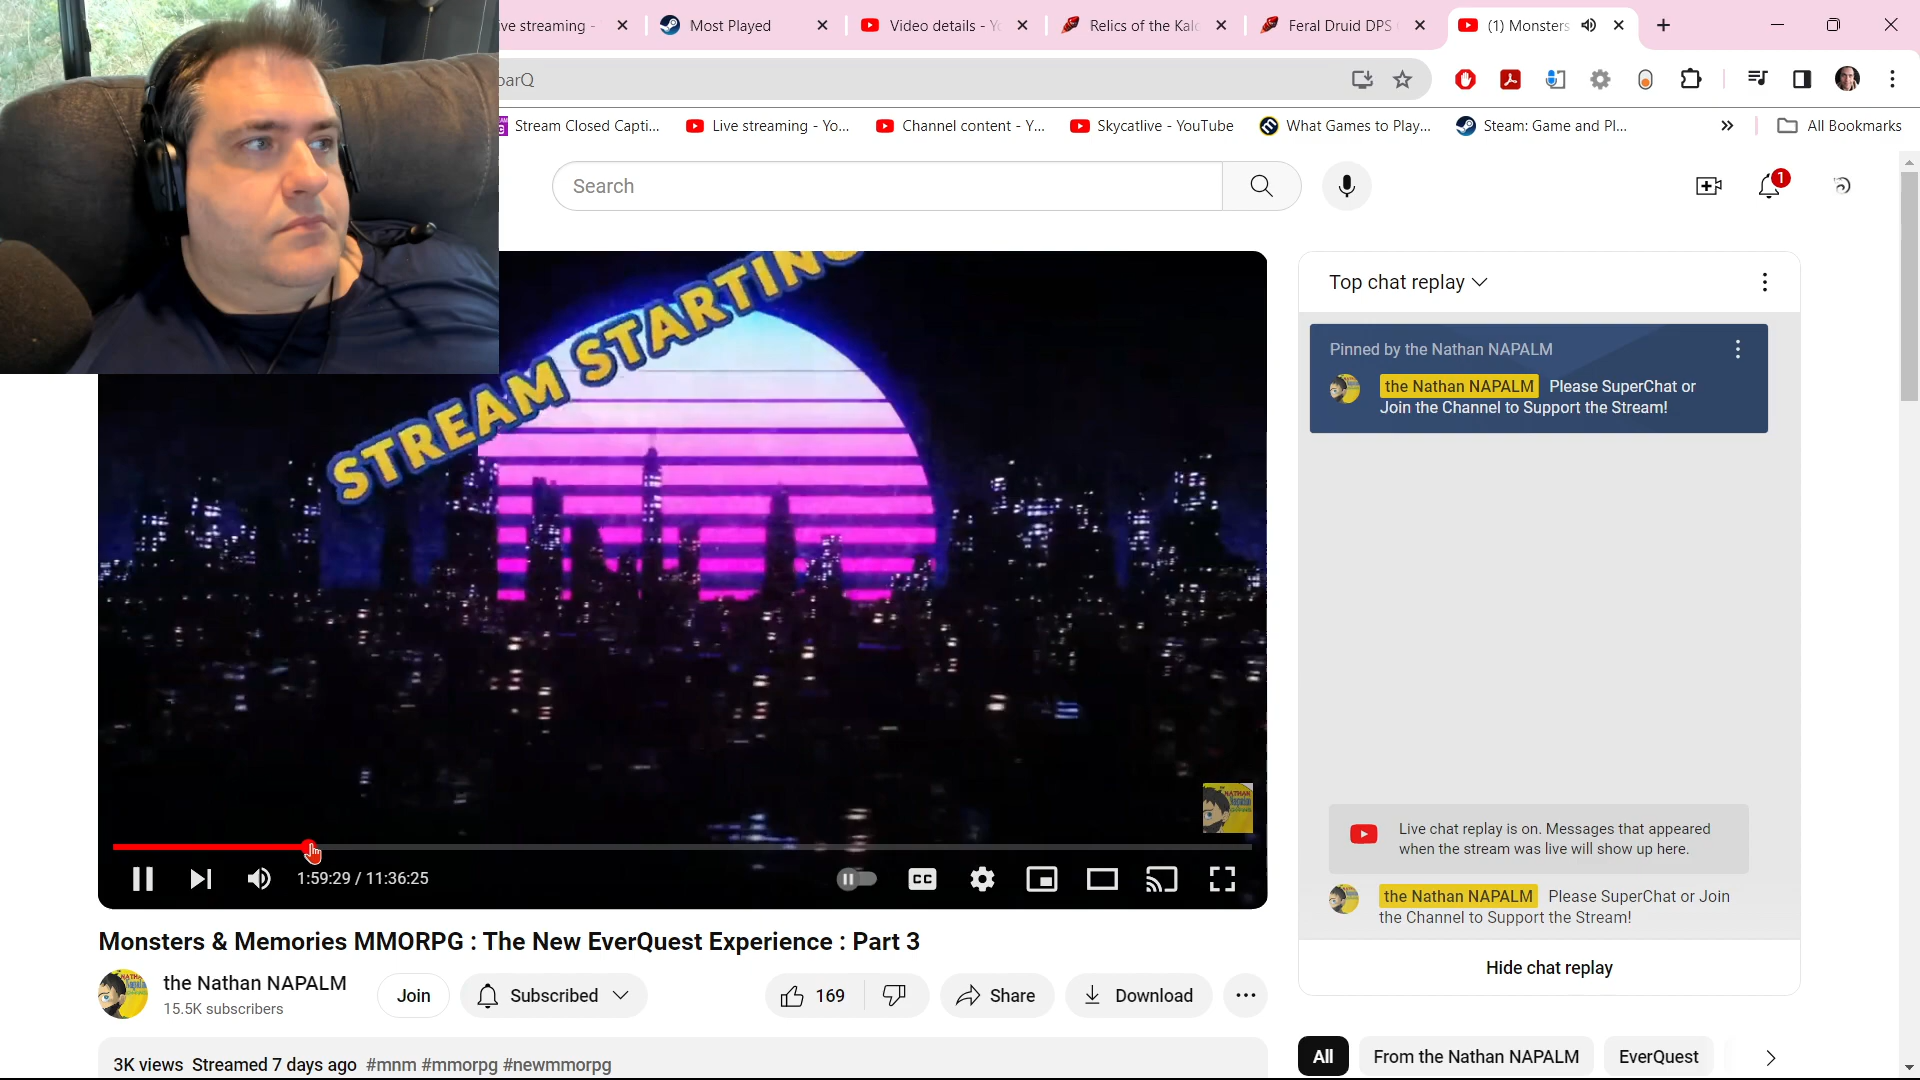 ive streaming -
Most Played
Video details - Yo
Relics of the Kalc
Feral Druid DPS
(1) Monsters
oarQ
Stream Closed Capti...
Live streaming - Yo...
Channel content - Y...
Skycatlive - YouTube
What Games to Play...
Steam: Game and Pl...
All Bookmarks
Search
1
STREAM STARTING
Top chat replay
Pinned by the Nathan NAPALM
the Nathan NAPALM Please SuperChat or
Join the Channel to Support the Stream!
Live chat replay is on. Messages that appeared
when the stream was live will show up here.
the Nathan NAPALM Please SuperChat or Join
the Channel to Support the Stream!
Hide chat replay
1:59:29 / 11:36:25
CC
Monsters & Memories MMORPG : The New EverQuest Experience : Part 3
the Nathan NAPALM
15.5K subscribers
Join
Subscribed
169
Share
Download
3K views Streamed 7 days ago #mnm #mmorpg #newmmorpg
All
From the Nathan NAPALM
EverQuest